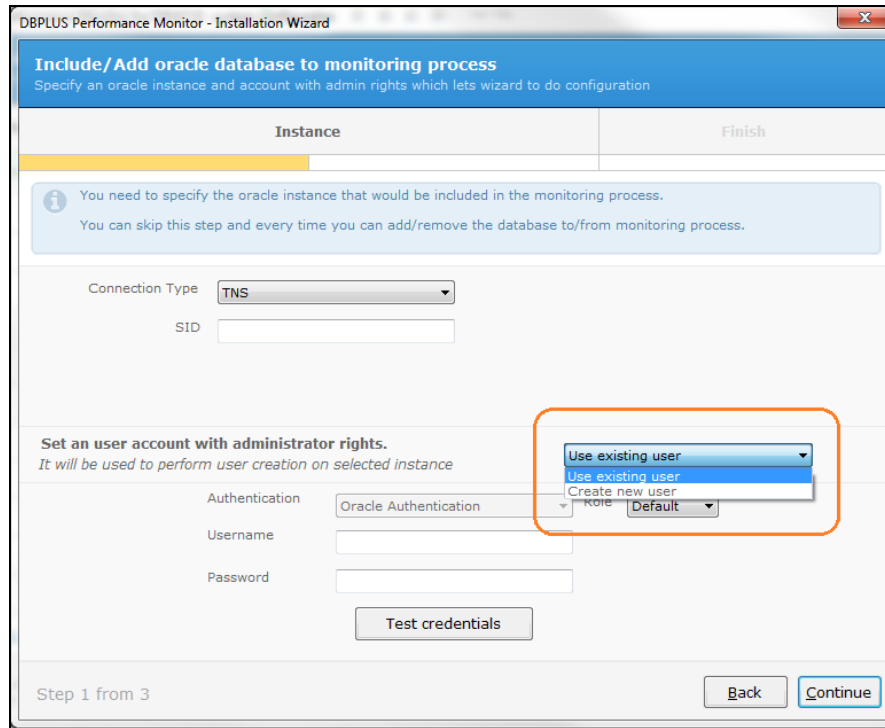 DBPLUS Performance Monitor - Installation Wizard
Include/Add oracle database to monitoring process
Specify an oracle instance and account with admin rights which lets wizard to do configuration
Instance
Finish
You need to specify the oracle instance that would be included in the monitoring process.
You can skip this step and every time you can add/remove the database to/from monitoring process.
Connection Type TNS
SID
Set an user account with administrator rights.
It will be used to perform user creation on selected instance
Use existing user
Use existing user
Create new user
Authentication Oracle Authentication Role Default
Username
Password
Test credentials
Step 1 from 3
Back Continue